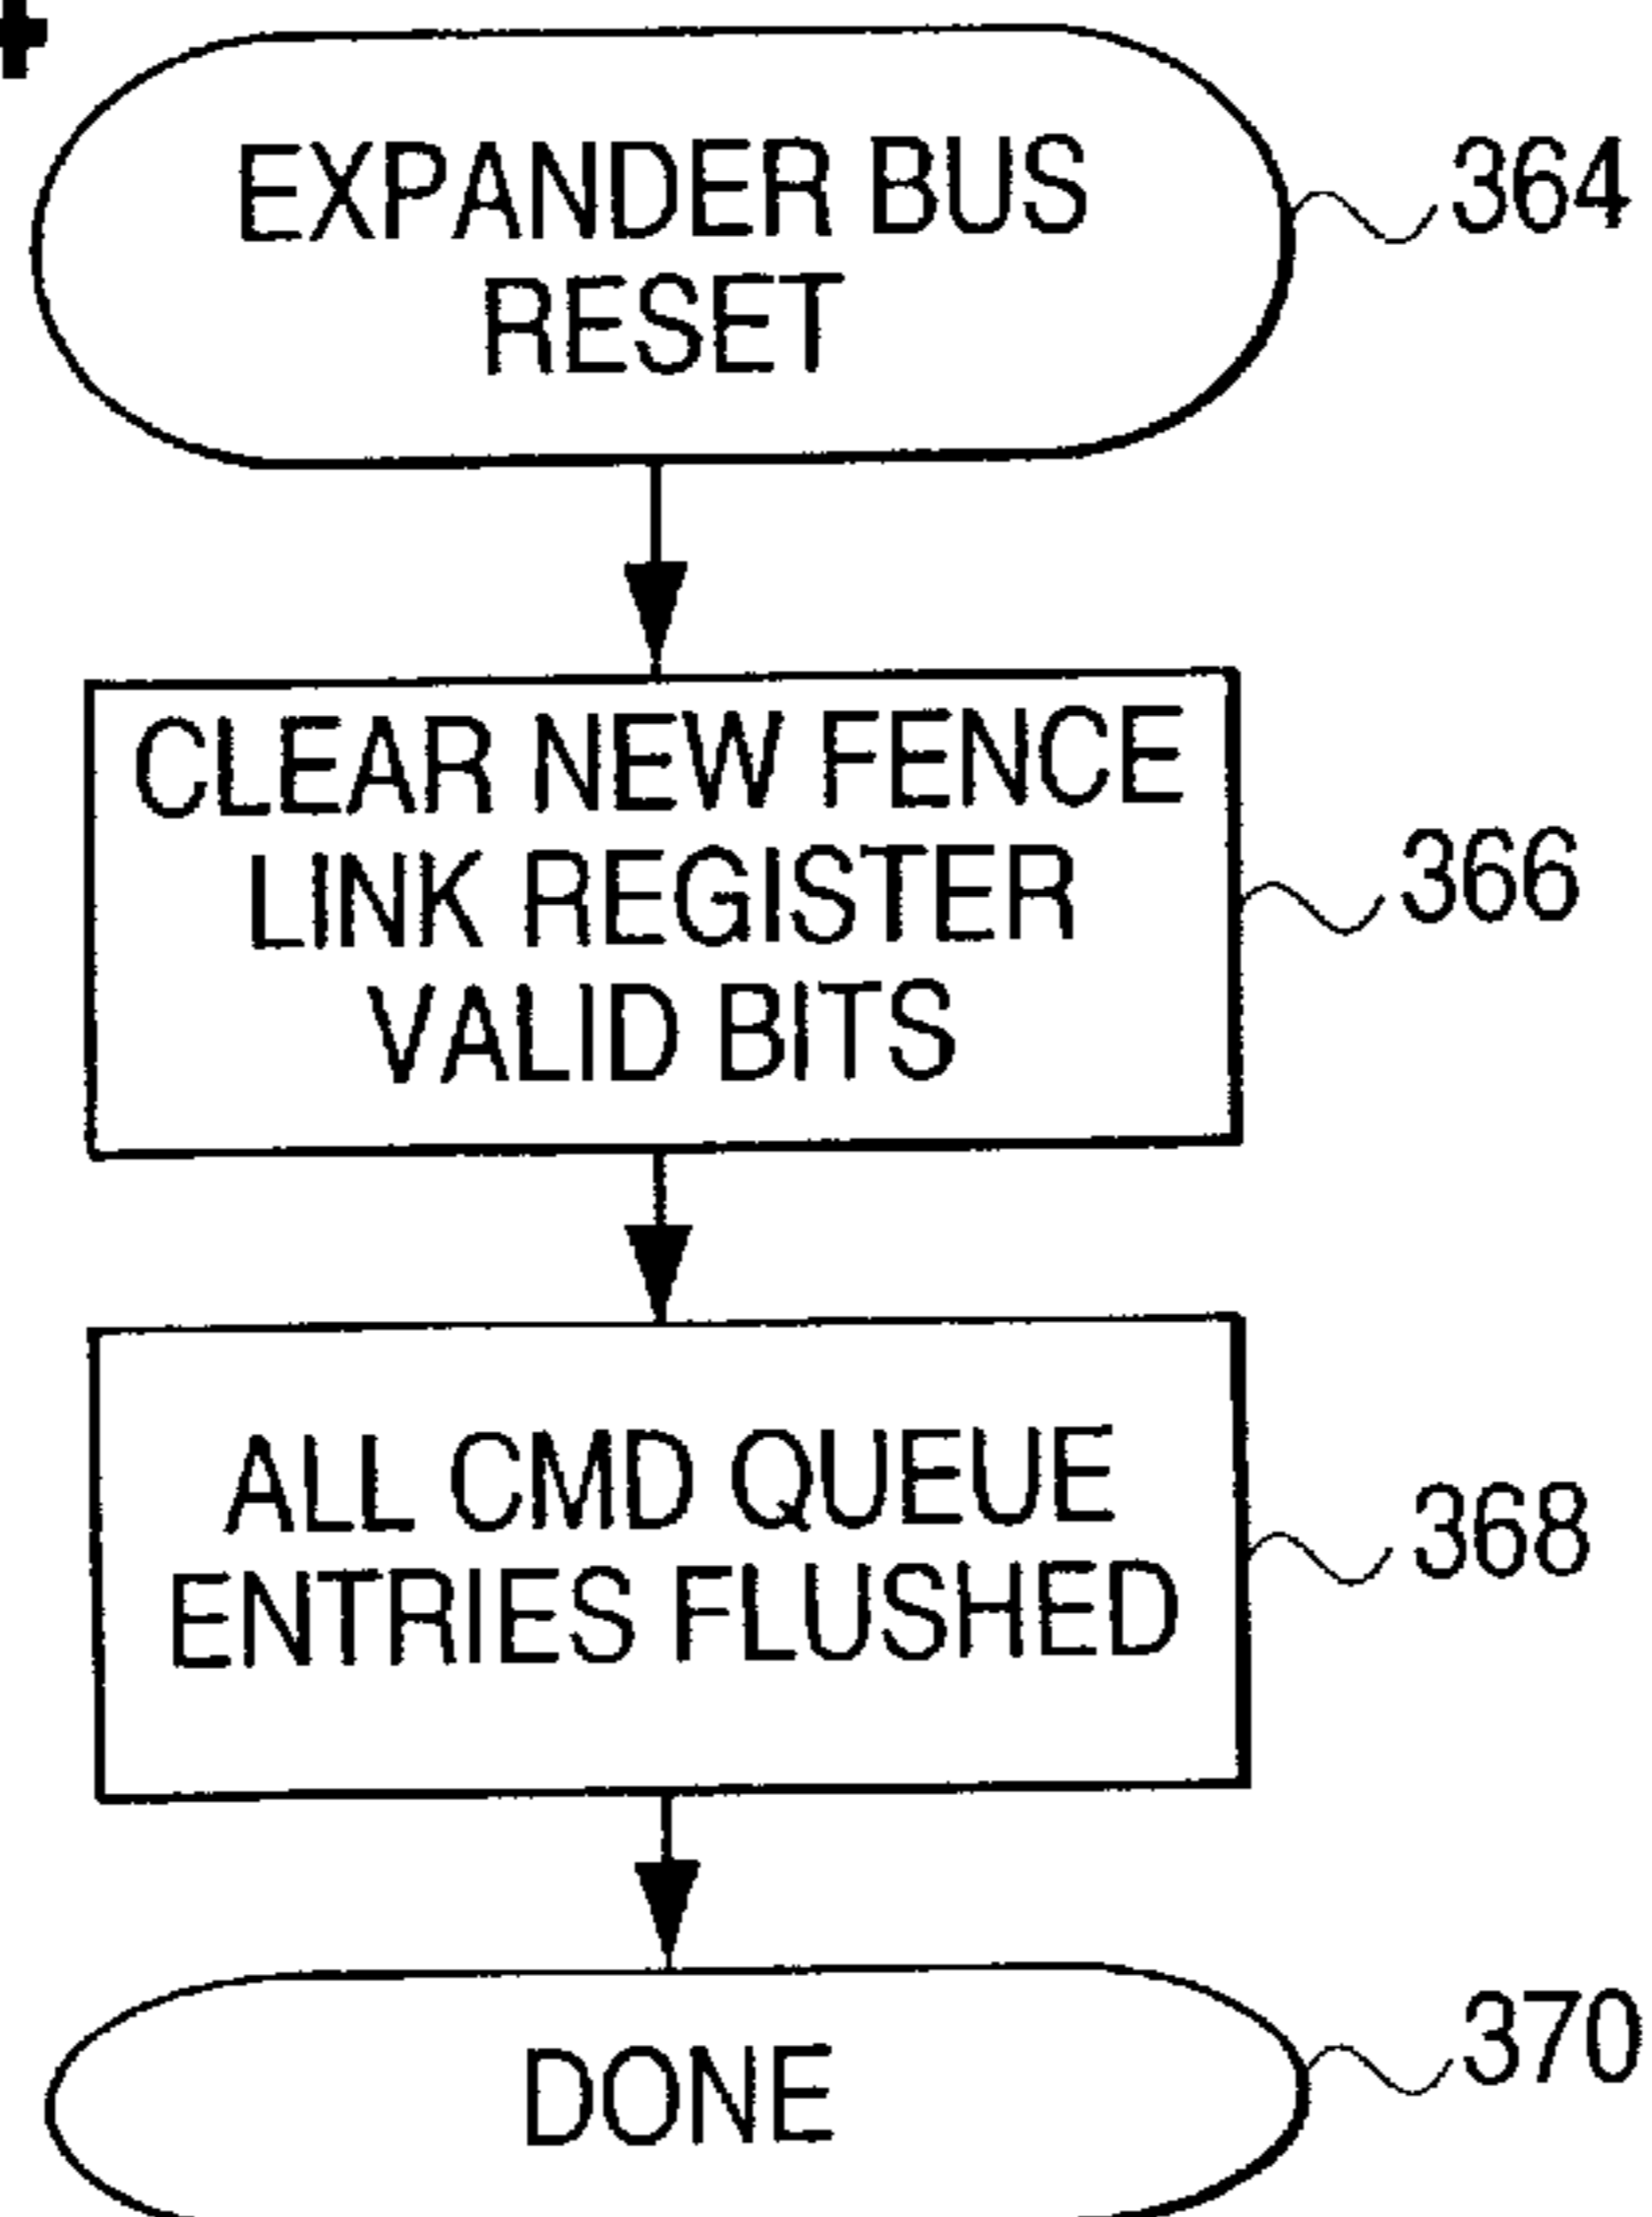 EXPANDER BUS
RESET
364
CLEAR NEW FENCE
LINK REGISTER
VALID BITS
366
ALL CMD QUEUE
ENTRIES FLUSHED
368
DONE
370